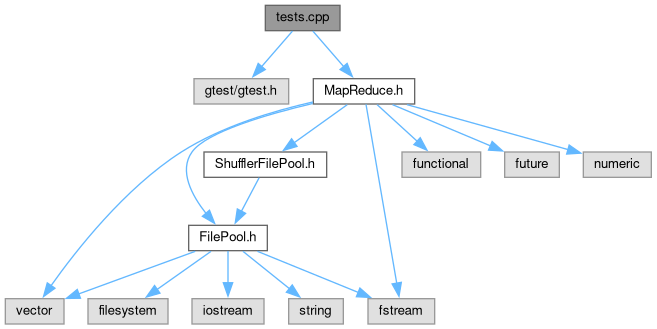 tests.cpp
gtest/gtest.h
MapReduce.h
ShufflerFilePool.h
functional
future
numeric
FilePool.h
vector
filesystem
iostream
string
fstream